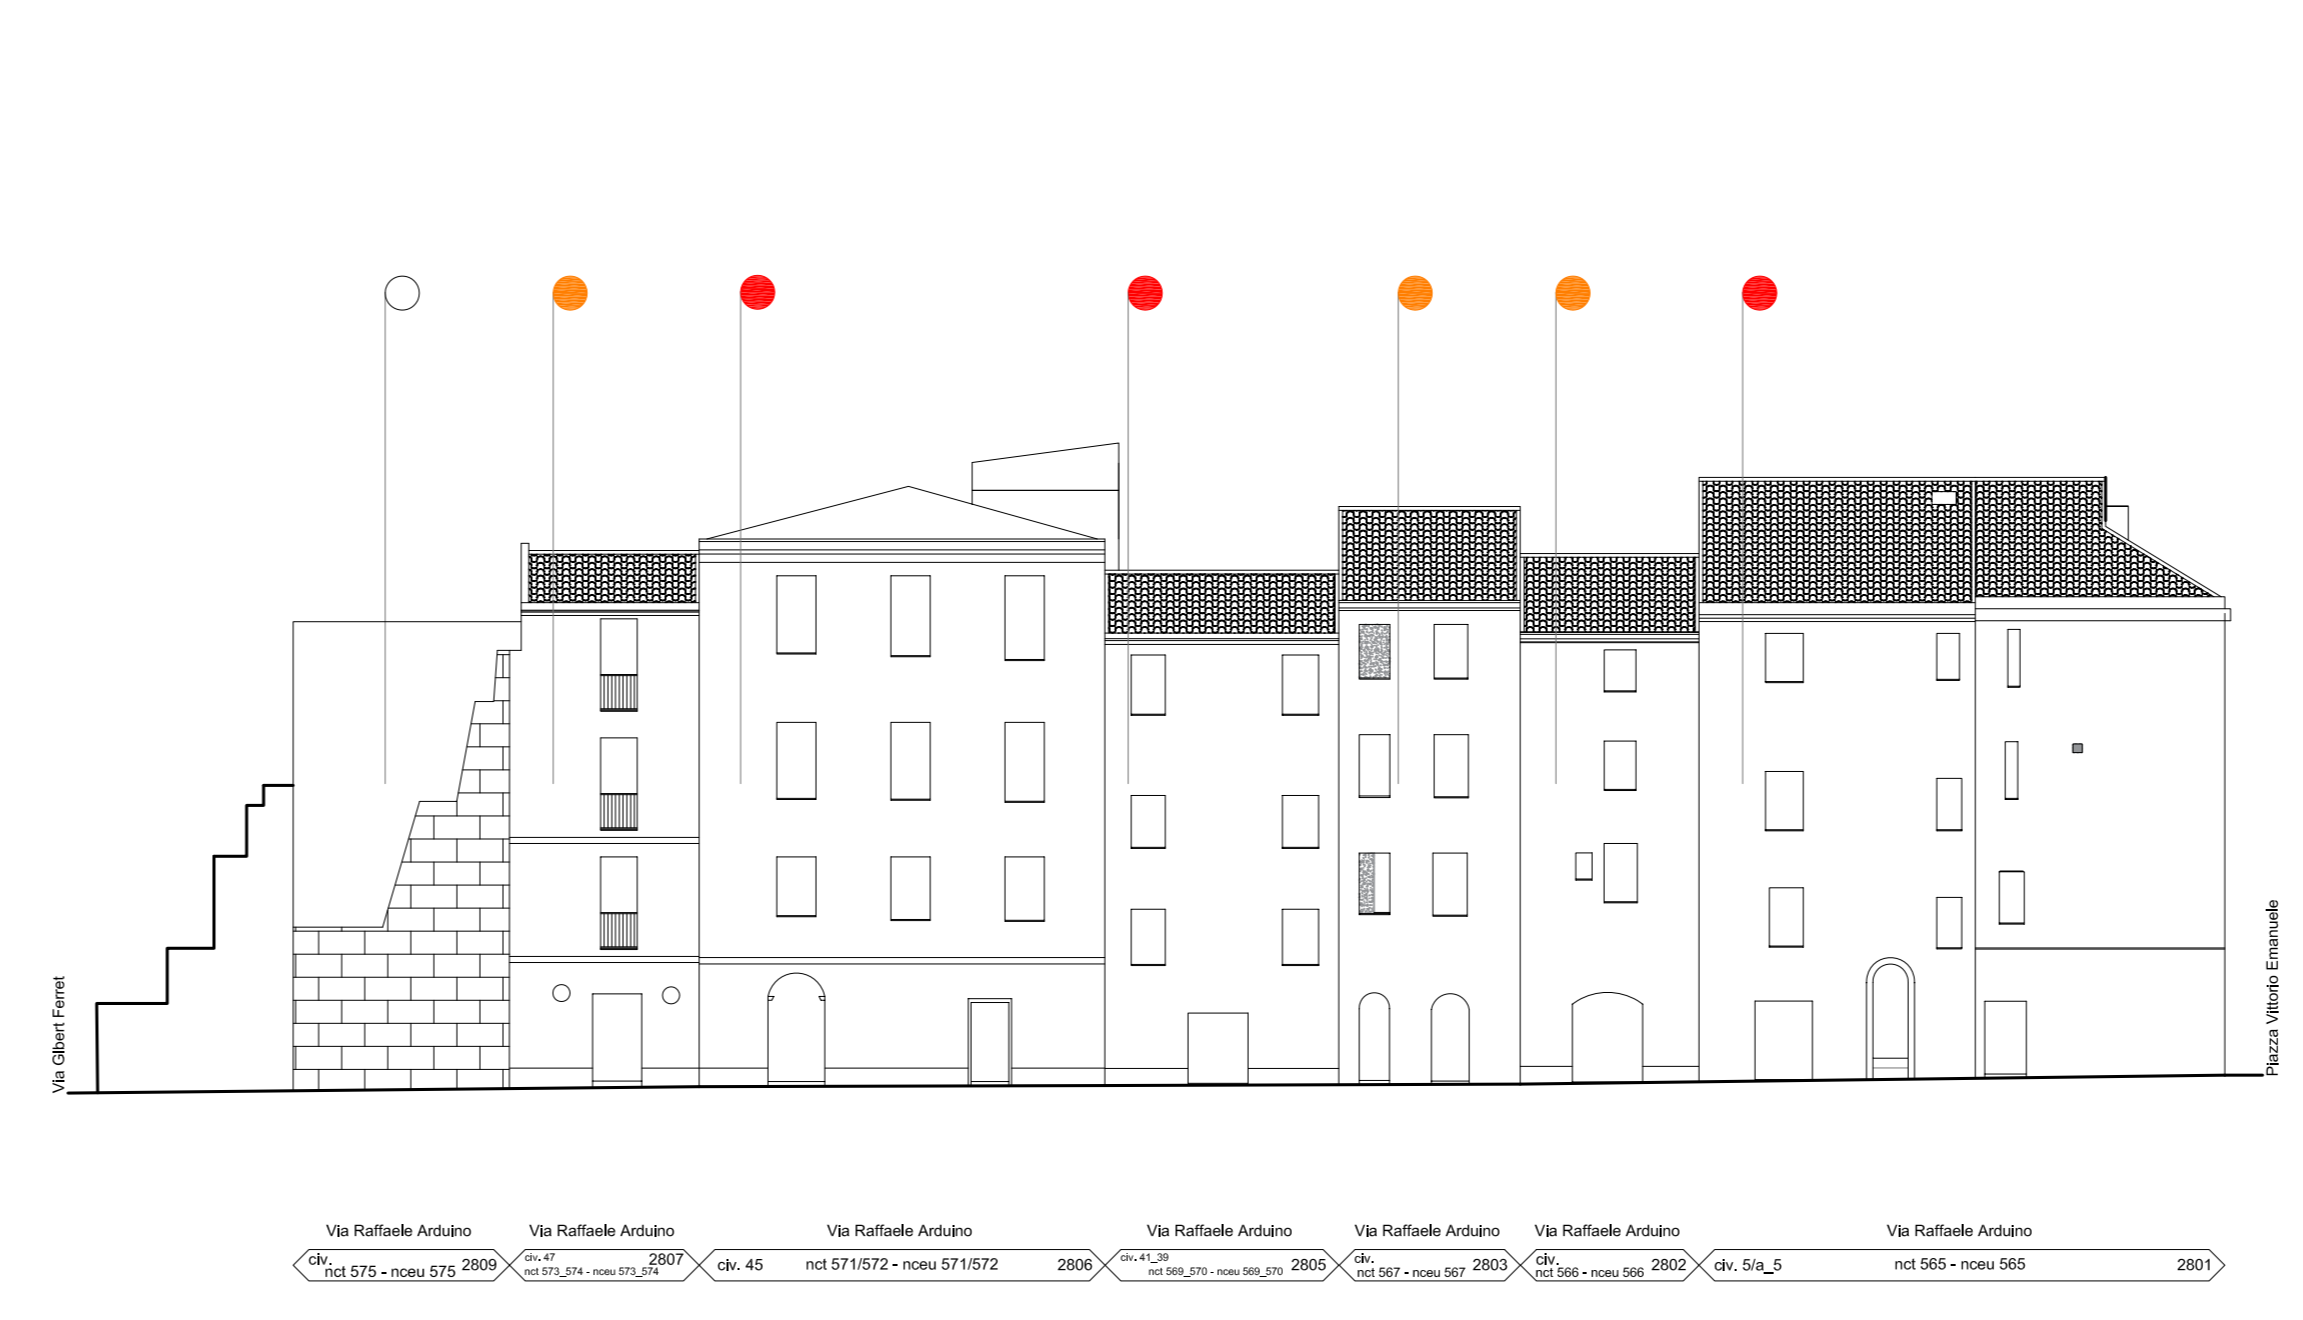 Via GIbert Ferret
Piazza Vittorio Emanuele
Via Raffaele Arduino
civ.
nct 575 - nceu 575
2809
Via Raffaele Arduino
civ. 47
nct 573_574 - nceu 573_574
2807
Via Raffaele Arduino
civ. 45
nct 571/572 - nceu 571/572
2806
Via Raffaele Arduino
civ. 41_39
nct 569_570 - nceu 569_570
2805
Via Raffaele Arduino
civ.
nct 567 - nceu 567
2803
Via Raffaele Arduino
civ.
nct 566 - nceu 566
2802
Via Raffaele Arduino
civ. 5/a_5
nct 565 - nceu 565
2801